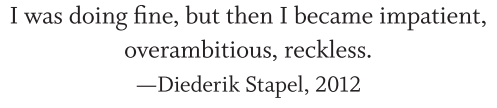 I was doing fine, but then I became impatient,
overambitious, reckless.
—Diederik Stapel, 2012